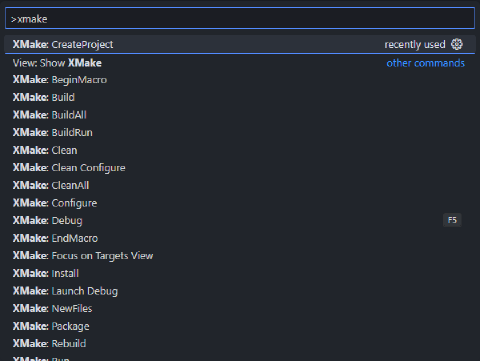 >xmake
XMake: CreateProject recently used
View: Show XMake other commands
XMake: BeginMacro
XMake: Build
XMake: BuildAll
XMake: BuildRun
XMake: Clean
XMake: Clean Configure
XMake: CleanAll
XMake: Configure
XMake: Debug F5
XMake: EndMacro
XMake: Focus on Targets View
XMake: Install
XMake: Launch Debug
XMake: NewFiles
XMake: Package
XMake: Rebuild
XMake: Run